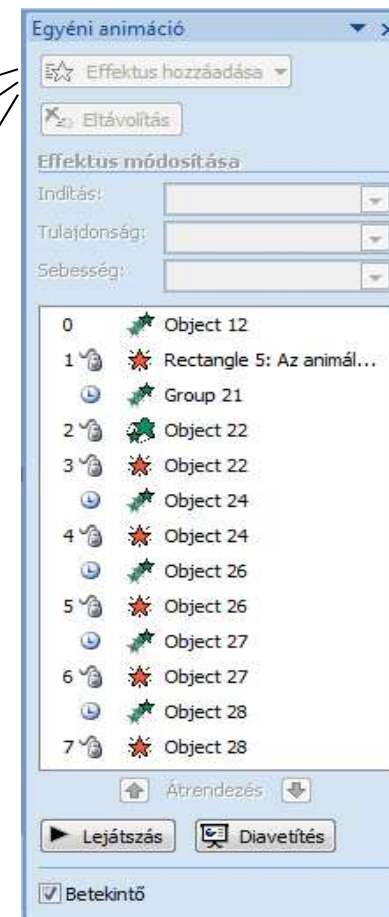 Egyéni animáció
Effektus hozzáadása
Eltávolítás
Effektus módosítása
Indítás:
Tulajdonság:
Sebesség:
0 Object 12
1 Rectangle 5: Az animál...
Group 21
2 Object 22
3 Object 22
Object 24
4 Object 24
Object 26
5 Object 26
Object 27
6 Object 27
Object 28
7 Object 28
Átrendezés
Lejátszás Diavetítés
Betekintő